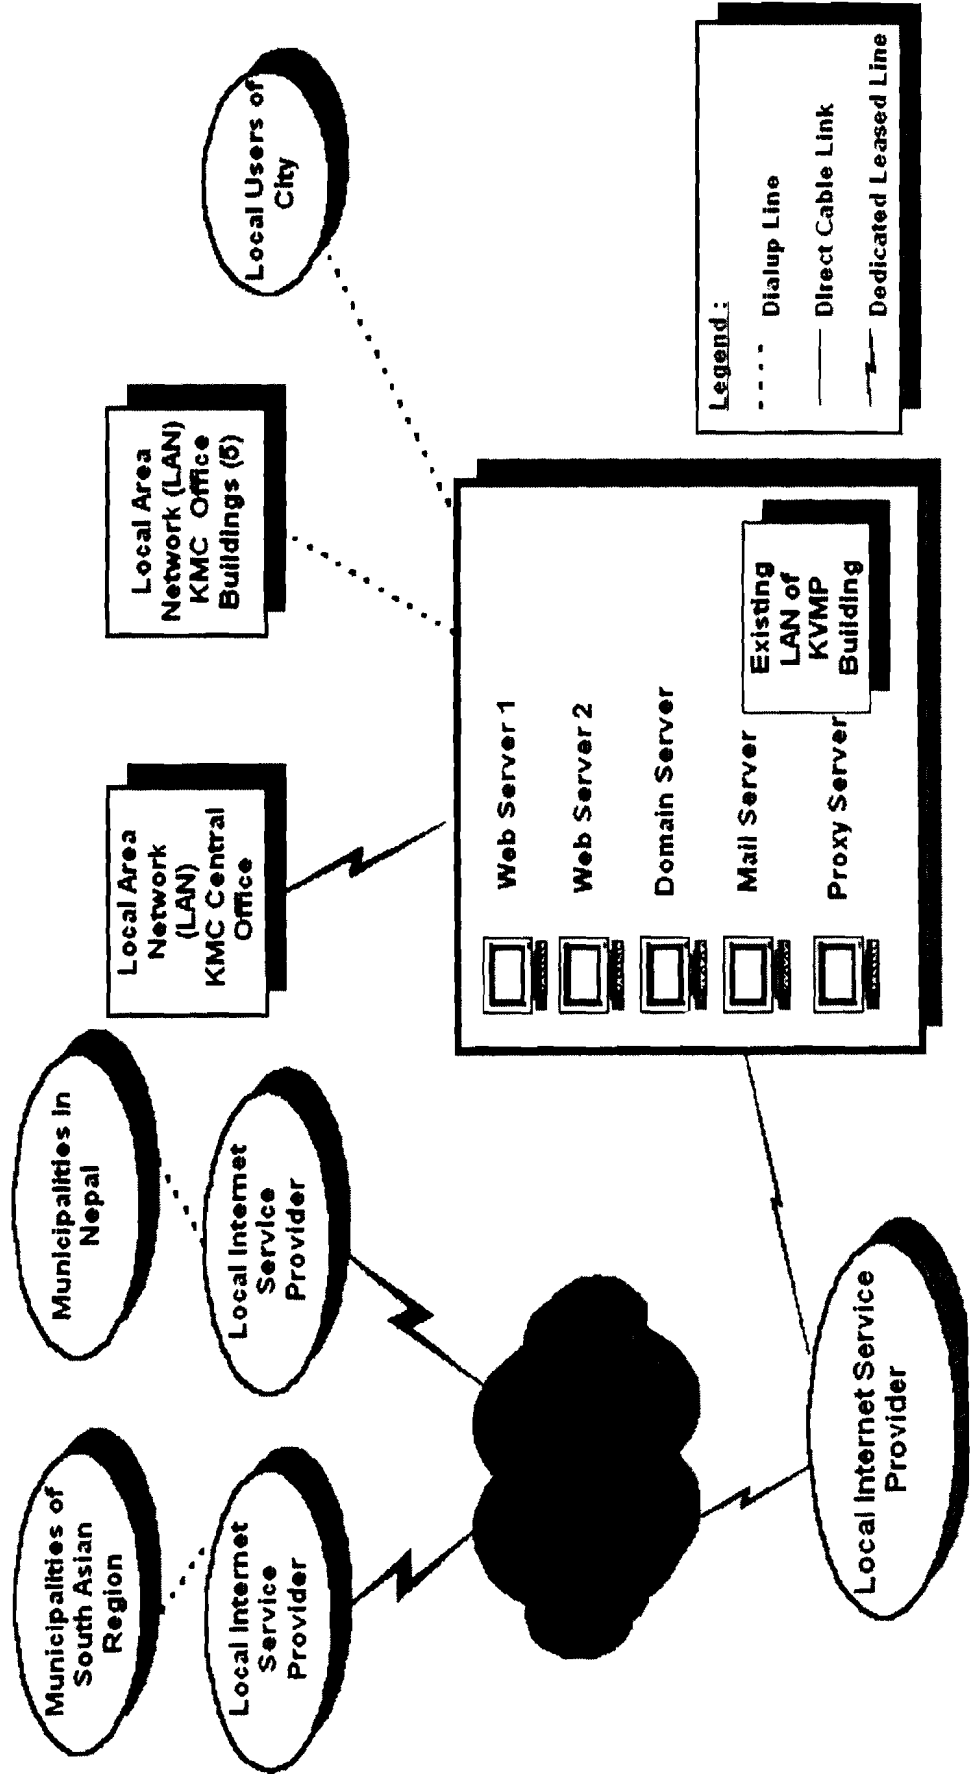 Municipalities of
South Asian
Region
Municipalities in
Nepal
Local Area
Network
(LAN)
KMC Central
Office
Local Area
Network (LAN)
KMC Office
Buildings (5)
Local Users of
City
Local Internet
Service
Provider
Local Internet
Service
Provider
Web Server 1
Web Server 2
Domain Server
Mail Server
Proxy Server
Existing
LAN of
KVMP
Building
Local Internet Service
Provider
Legend :
Dialup Line
DIrect Cable Link
Dedicated Leased Line